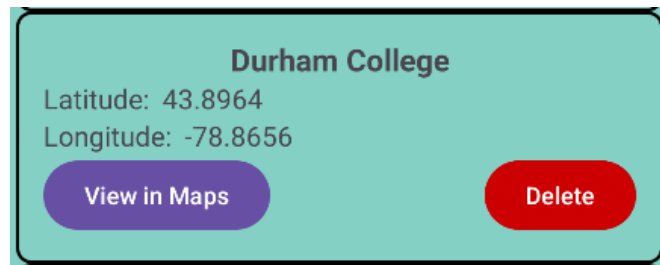 Durham College
Latitude: 43.8964
Longitude: -78.8656
View in Maps
Delete